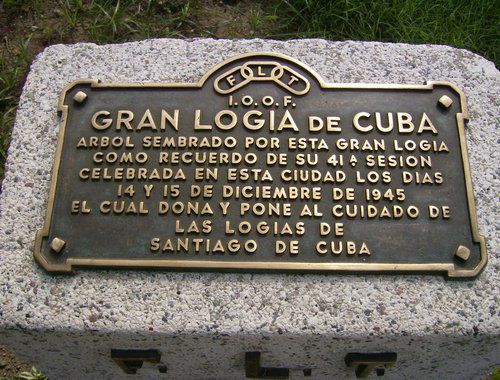 F L T
I.O.O.F.
GRAN LOGIA DE CUBA
ARBOL SEMBRADO POR ESTA GRAN LOGIA
COMO RECUERDO DE SU 41ª SESION
CELEBRADA EN ESTA CIUDAD LOS DIAS
14 Y 15 DE DICIEMBRE DE 1945
EL CUAL DONA Y PONE AL CUIDADO DE
LAS LOGIAS DE
SANTIAGO DE CUBA
F. L. T